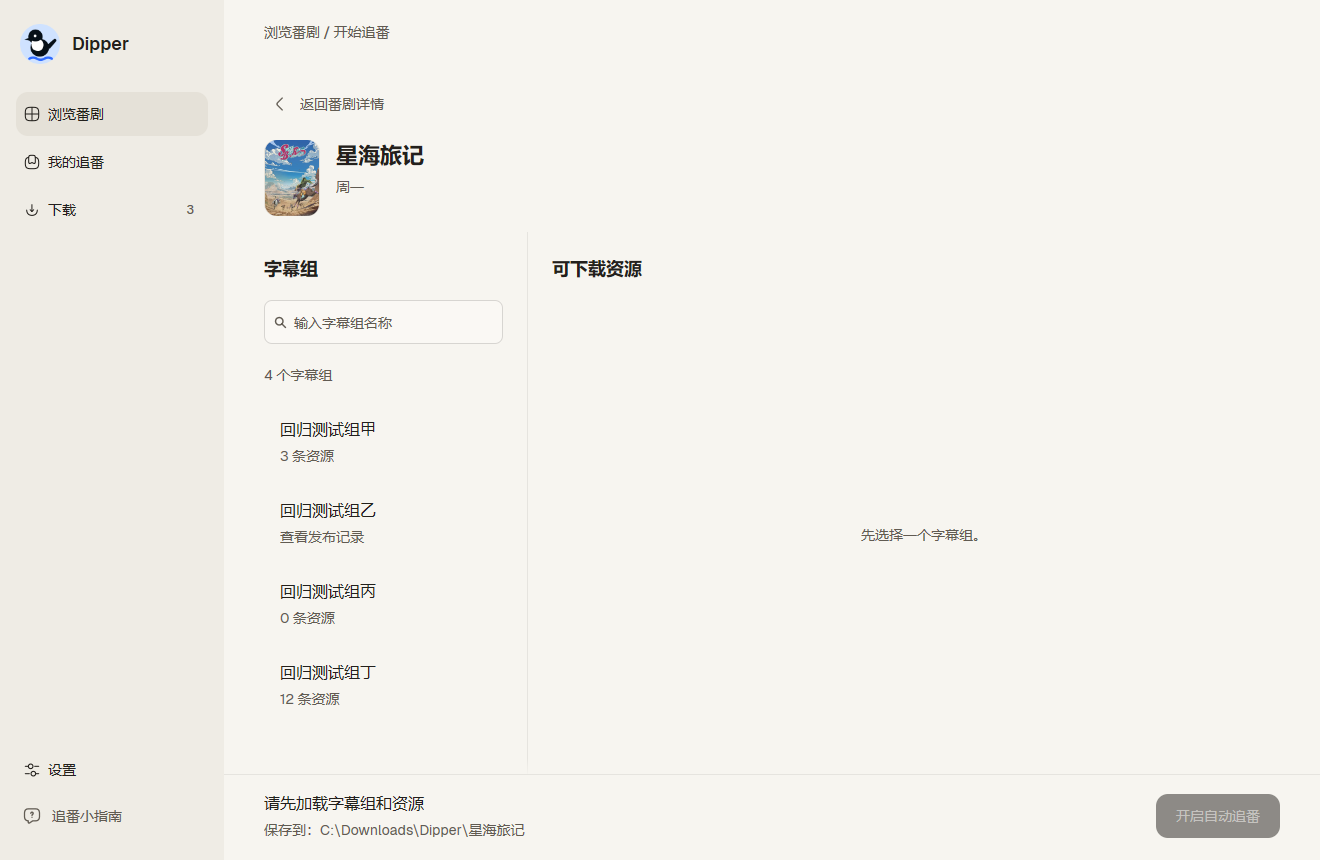 Dipper
浏览番剧
我的追番
下载
3
设置
追番小指南
浏览番剧 / 开始追番
返回番剧详情
星海旅记
周一
字幕组
输入字幕组名称
4 个字幕组
回归测试组甲
3 条资源
回归测试组乙
查看发布记录
回归测试组丙
0 条资源
回归测试组丁
12 条资源
可下载资源
先选择一个字幕组。
请先加载字幕组和资源
保存到：C:\Downloads\Dipper\星海旅记
开启自动追番